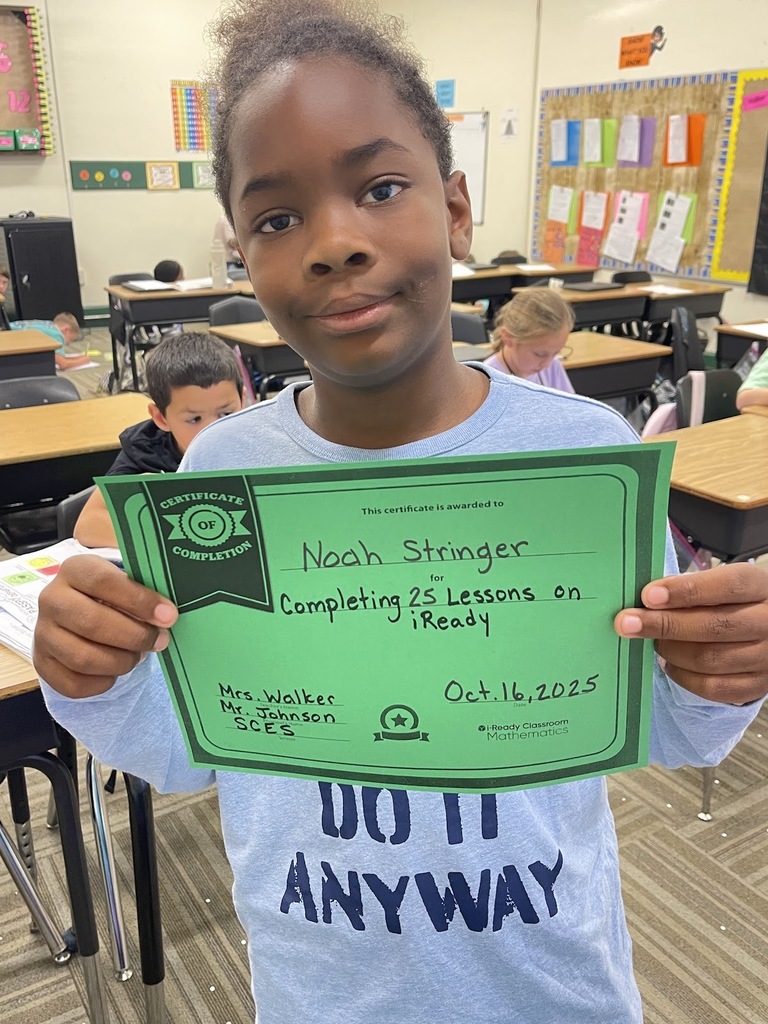 CERTIFICATE
OF
COMPLETION
This certificate is awarded to
Noah Stringer
for
Completing 25 Lessons on
iReady
Mrs. Walker
Mr. Johnson
SCES
Oct. 16, 2025
Date
i-Ready Classroom
Mathematics
DO IT
ANYWAY
12